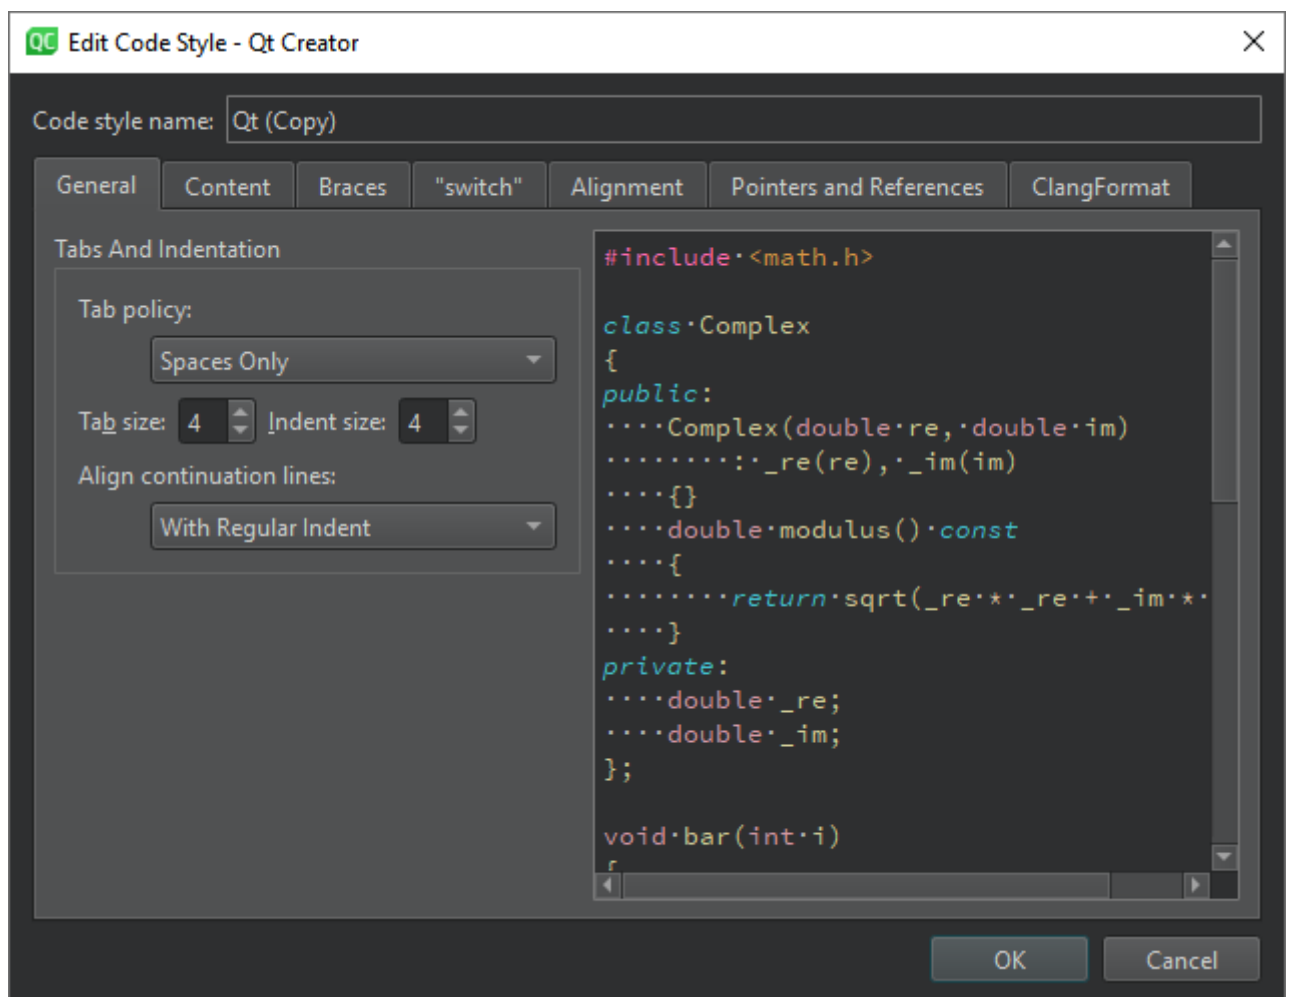 QC Edit Code Style - Qt Creator
Code style name: Qt (Copy)
General Content Braces "switch" Alignment Pointers and References ClangFormat
Tabs And Indentation
Tab policy:
Spaces Only
Tab size: 4 Indent size: 4
Align continuation lines:
With Regular Indent
#include·<math.h>
class·Complex
{
public:
····Complex(double·re,·double·im)
········:·_re(re),·_im(im)
····{}
····double·modulus()·const
····{
········return·sqrt(_re·*·_re·+·_im·*·
····}
private:
····double·_re;
····double·_im;
};
void·bar(int·i)
{
OK Cancel